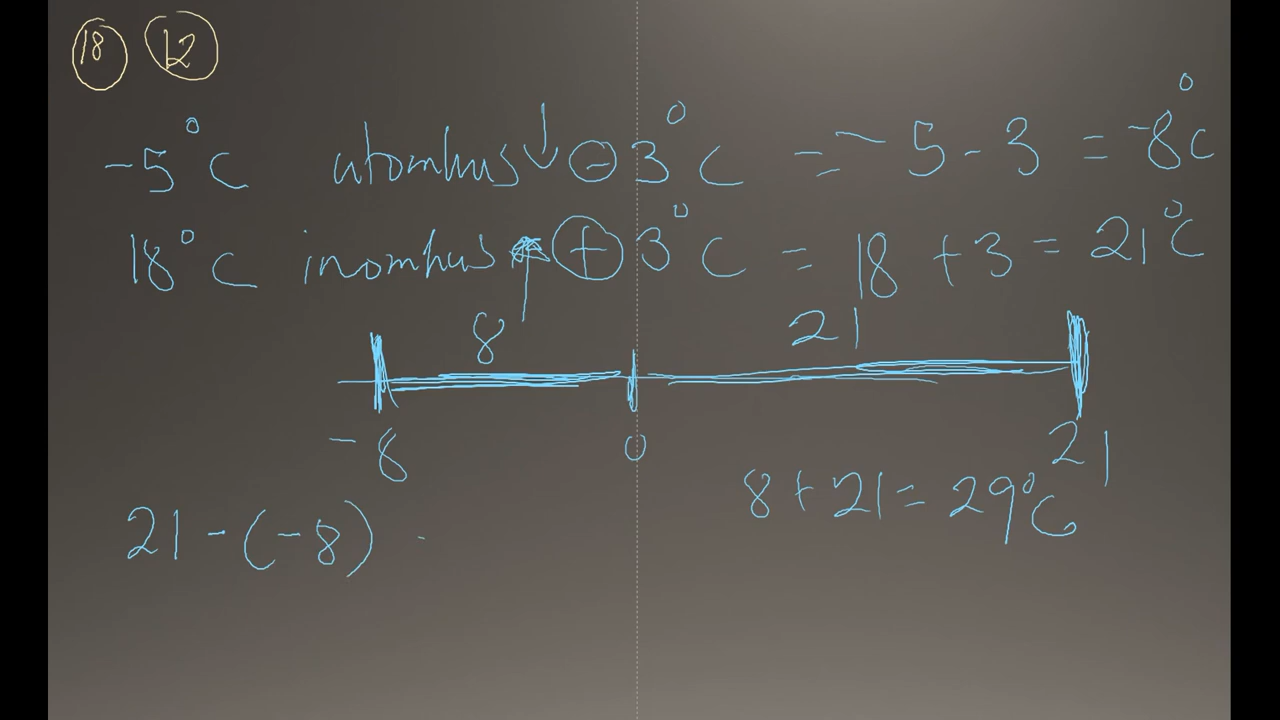 18 12
-5°C utomhus ↓ -3°C = -5-3 = -8°C
18°C inomhus ↑ +3°C = 18+3 = 21°C
8 21
-8 0 21
8+21=29°C
21-(-8)